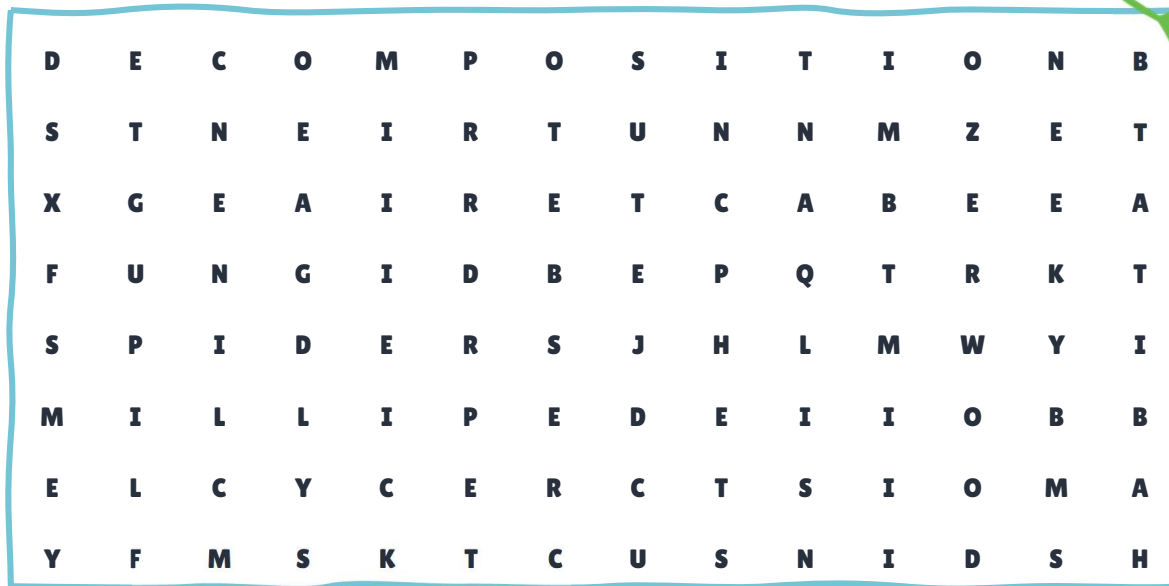 D E C O M P O S I T I O N B
S T N E I R T U N N M Z E T
X G E A I R E T C A B E E A
F U N G I D B E P Q T R K T
S P I D E R S J H L M W Y I
M I L L I P E D E I I O B B
E L C Y C E R C T S I O M A
Y F M S K T C U S N I D S H